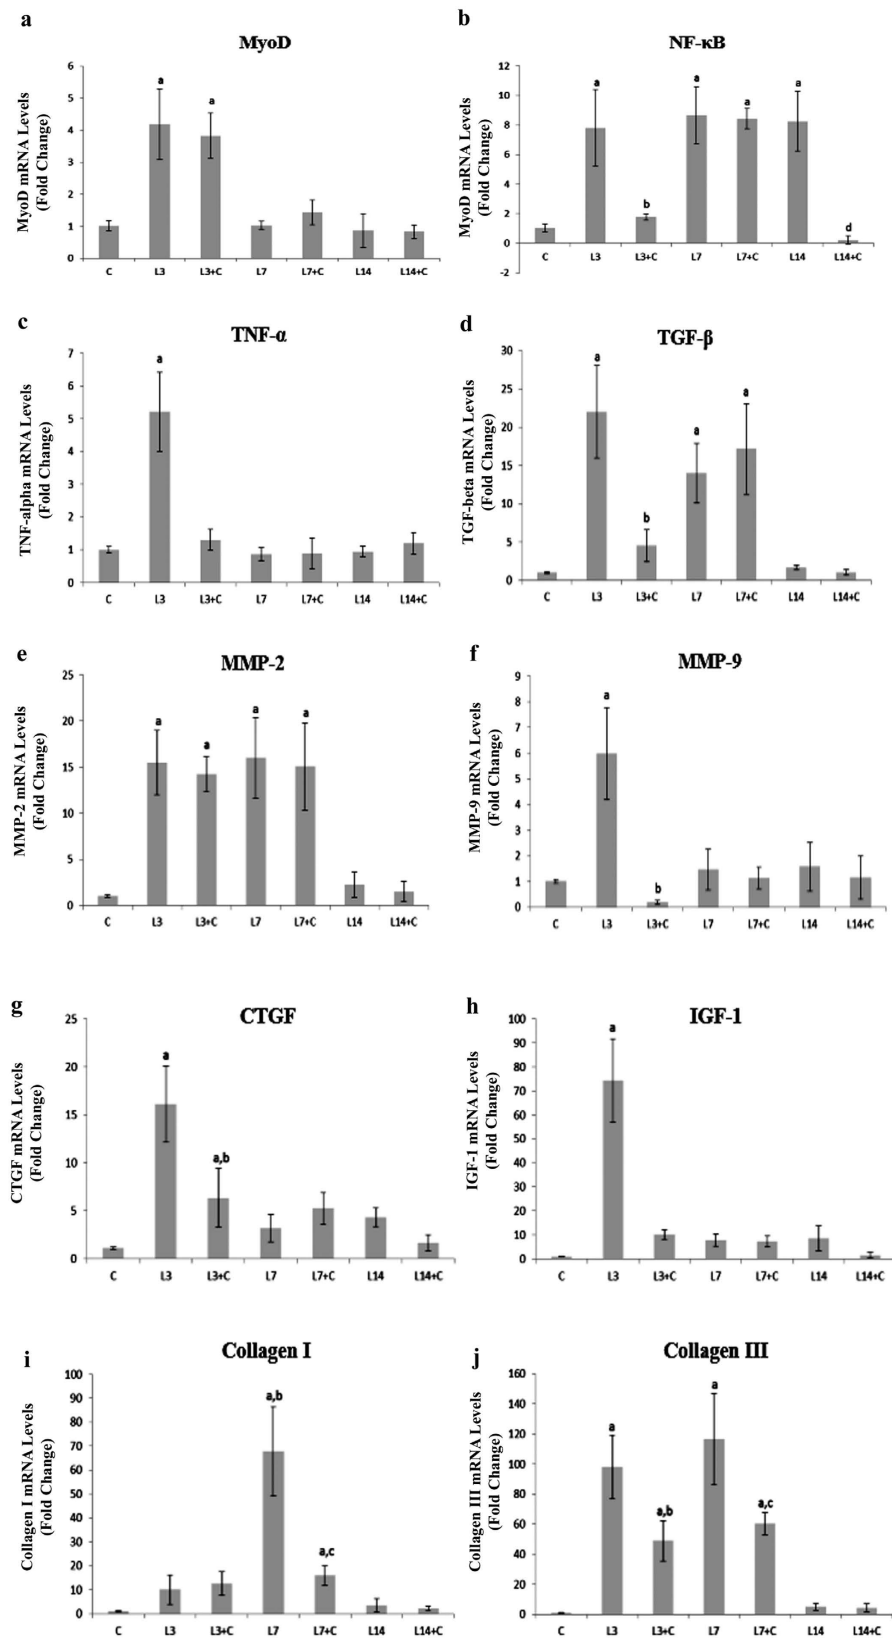 a
MyoD
MyoD mRNA Levels
(Fold Change)
6
5
4
3
2
1
0
a
a
C L3 L3+C L7 L7+C L14 L14+C
b
NF-κB
MyoD mRNA Levels
(Fold Change)
12
10
8
6
4
2
0
-2
a
b
a
a
a
d
C L3 L3+C L7 L7+C L14 L14+C
c
TNF-α
TNF-alpha mRNA Levels
(Fold Change)
7
6
5
4
3
2
1
0
a
C L3 L3+C L7 L7+C L14 L14+C
d
TGF-β
TGF-beta mRNA Levels
(Fold Change)
30
25
20
15
10
5
0
a
b
a
a
C L3 L3+C L7 L7+C L14 L14+C
e
MMP-2
MMP-2 mRNA Levels
(Fold Change)
25
20
15
10
5
0
a
a
a
a
C L3 L3+C L7 L7+C L14 L14+C
f
MMP-9
MMP-9 mRNA Levels
(Fold Change)
9
8
7
6
5
4
3
2
1
0
a
b
C L3 L3+C L7 L7+C L14 L14+C
g
CTGF
CTGF mRNA Levels
(Fold Change)
25
20
15
10
5
0
a
a,b
C L3 L3+C L7 L7+C L14 L14+C
h
IGF-1
IGF-1 mRNA Levels
(Fold Change)
100
90
80
70
60
50
40
30
20
10
0
a
C L3 L3+C L7 L7+C L14 L14+C
i
Collagen I
Collagen I mRNA Levels
(Fold Change)
100
90
80
70
60
50
40
30
20
10
0
a,b
a,c
C L3 L3+C L7 L7+C L14 L14+C
j
Collagen III
Collagen III mRNA Levels
(Fold Change)
160
140
120
100
80
60
40
20
0
a
a,b
a
a,c
C L3 L3+C L7 L7+C L14 L14+C